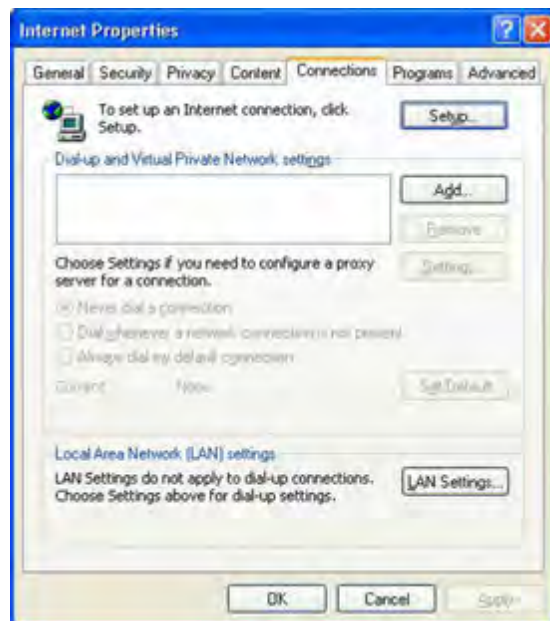 Internet Properties
General Security Privacy Content Connections Programs Advanced
To set up an Internet connection, click
Setup.
Setup...
Dial-up and Virtual Private Network settings
Add...
Remove
Choose Settings if you need to configure a proxy
server for a connection.
Settings...
Never dial a connection
Dial whenever a network connection is not present
Always dial my default connection
Current None
Set Default
Local Area Network (LAN) settings
LAN Settings do not apply to dial-up connections.
Choose Settings above for dial-up settings.
LAN Settings...
OK Cancel Apply